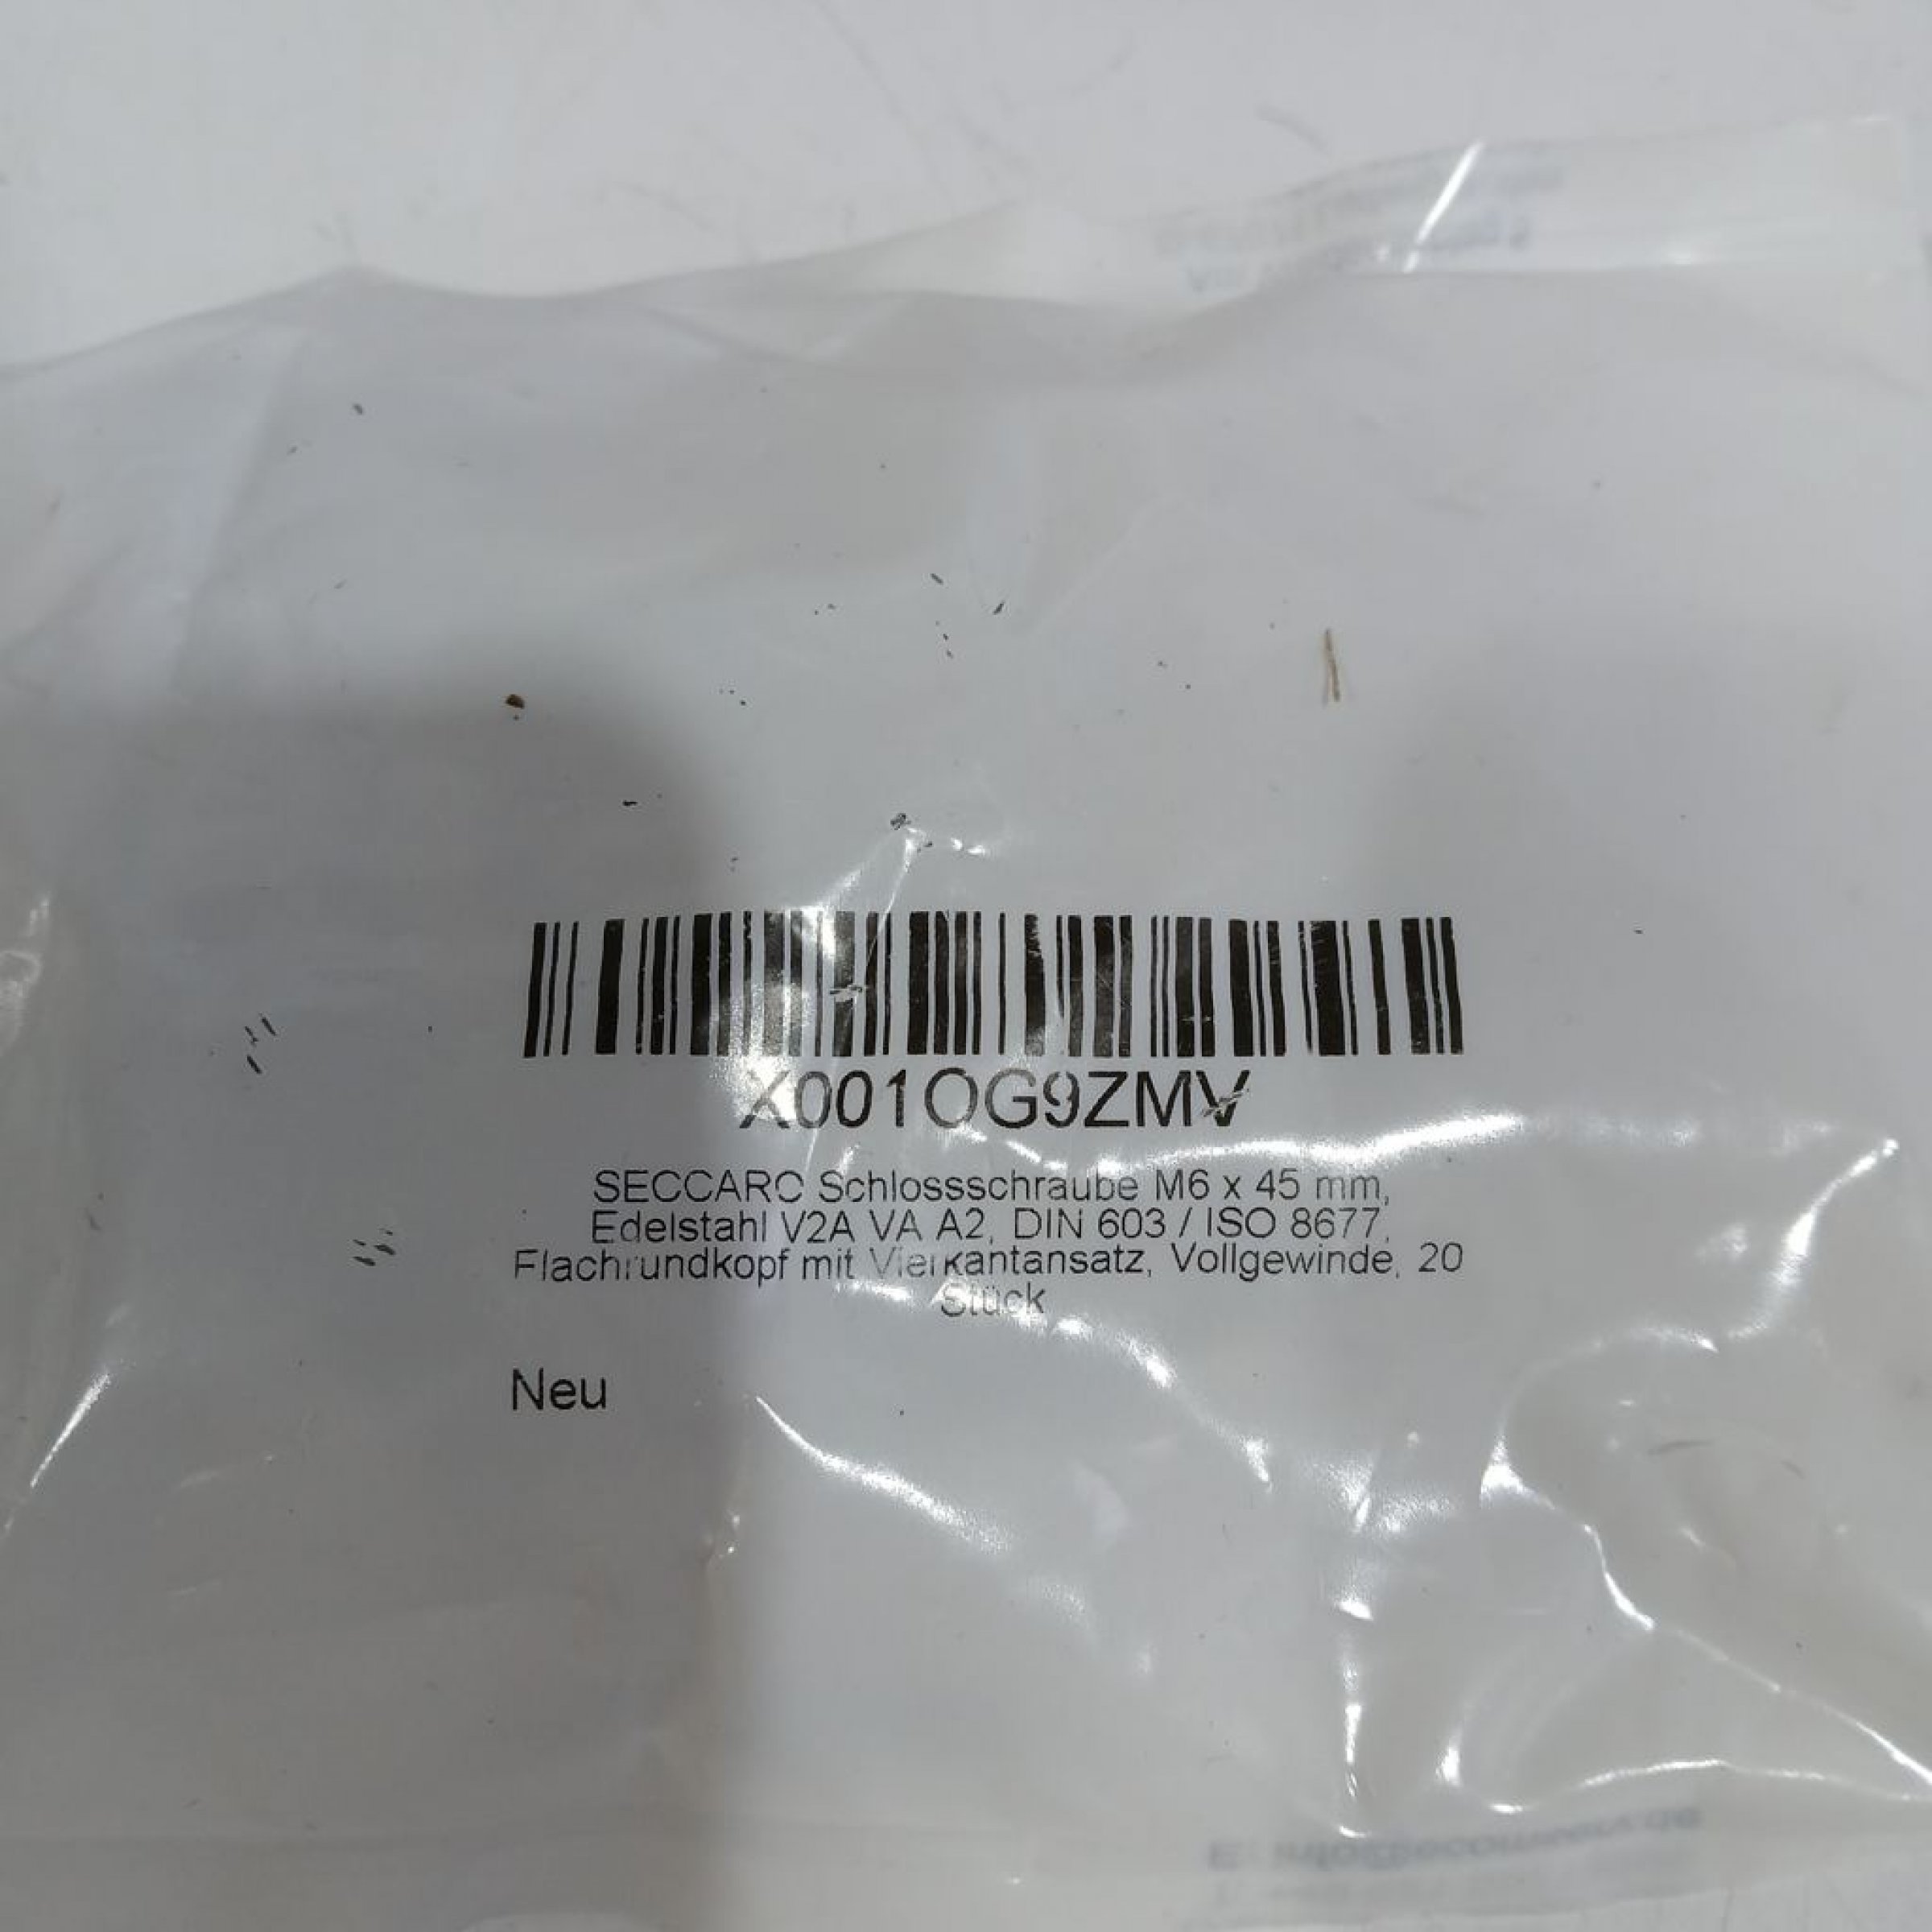 X001OG9ZMV
SECCARO Schlossschraube M6 x 45 mm,
Edelstahl V2A VA A2, DIN 603 / ISO 8677,
Flachrundkopf mit Vierkantansatz, Vollgewinde, 20
Stück
Neu